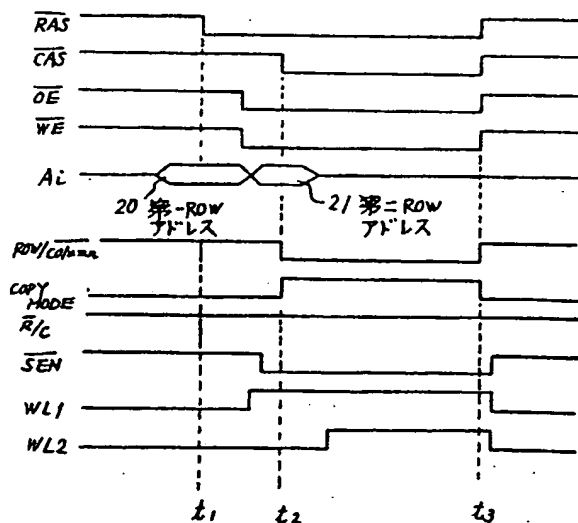 RAS
CAS
OE
WE
Ai
20 第一ROW アドレス
21 第二ROW アドレス
ROW/Column
COPY MODE
R/C
SEN
WL1
WL2
t1 t2 t3